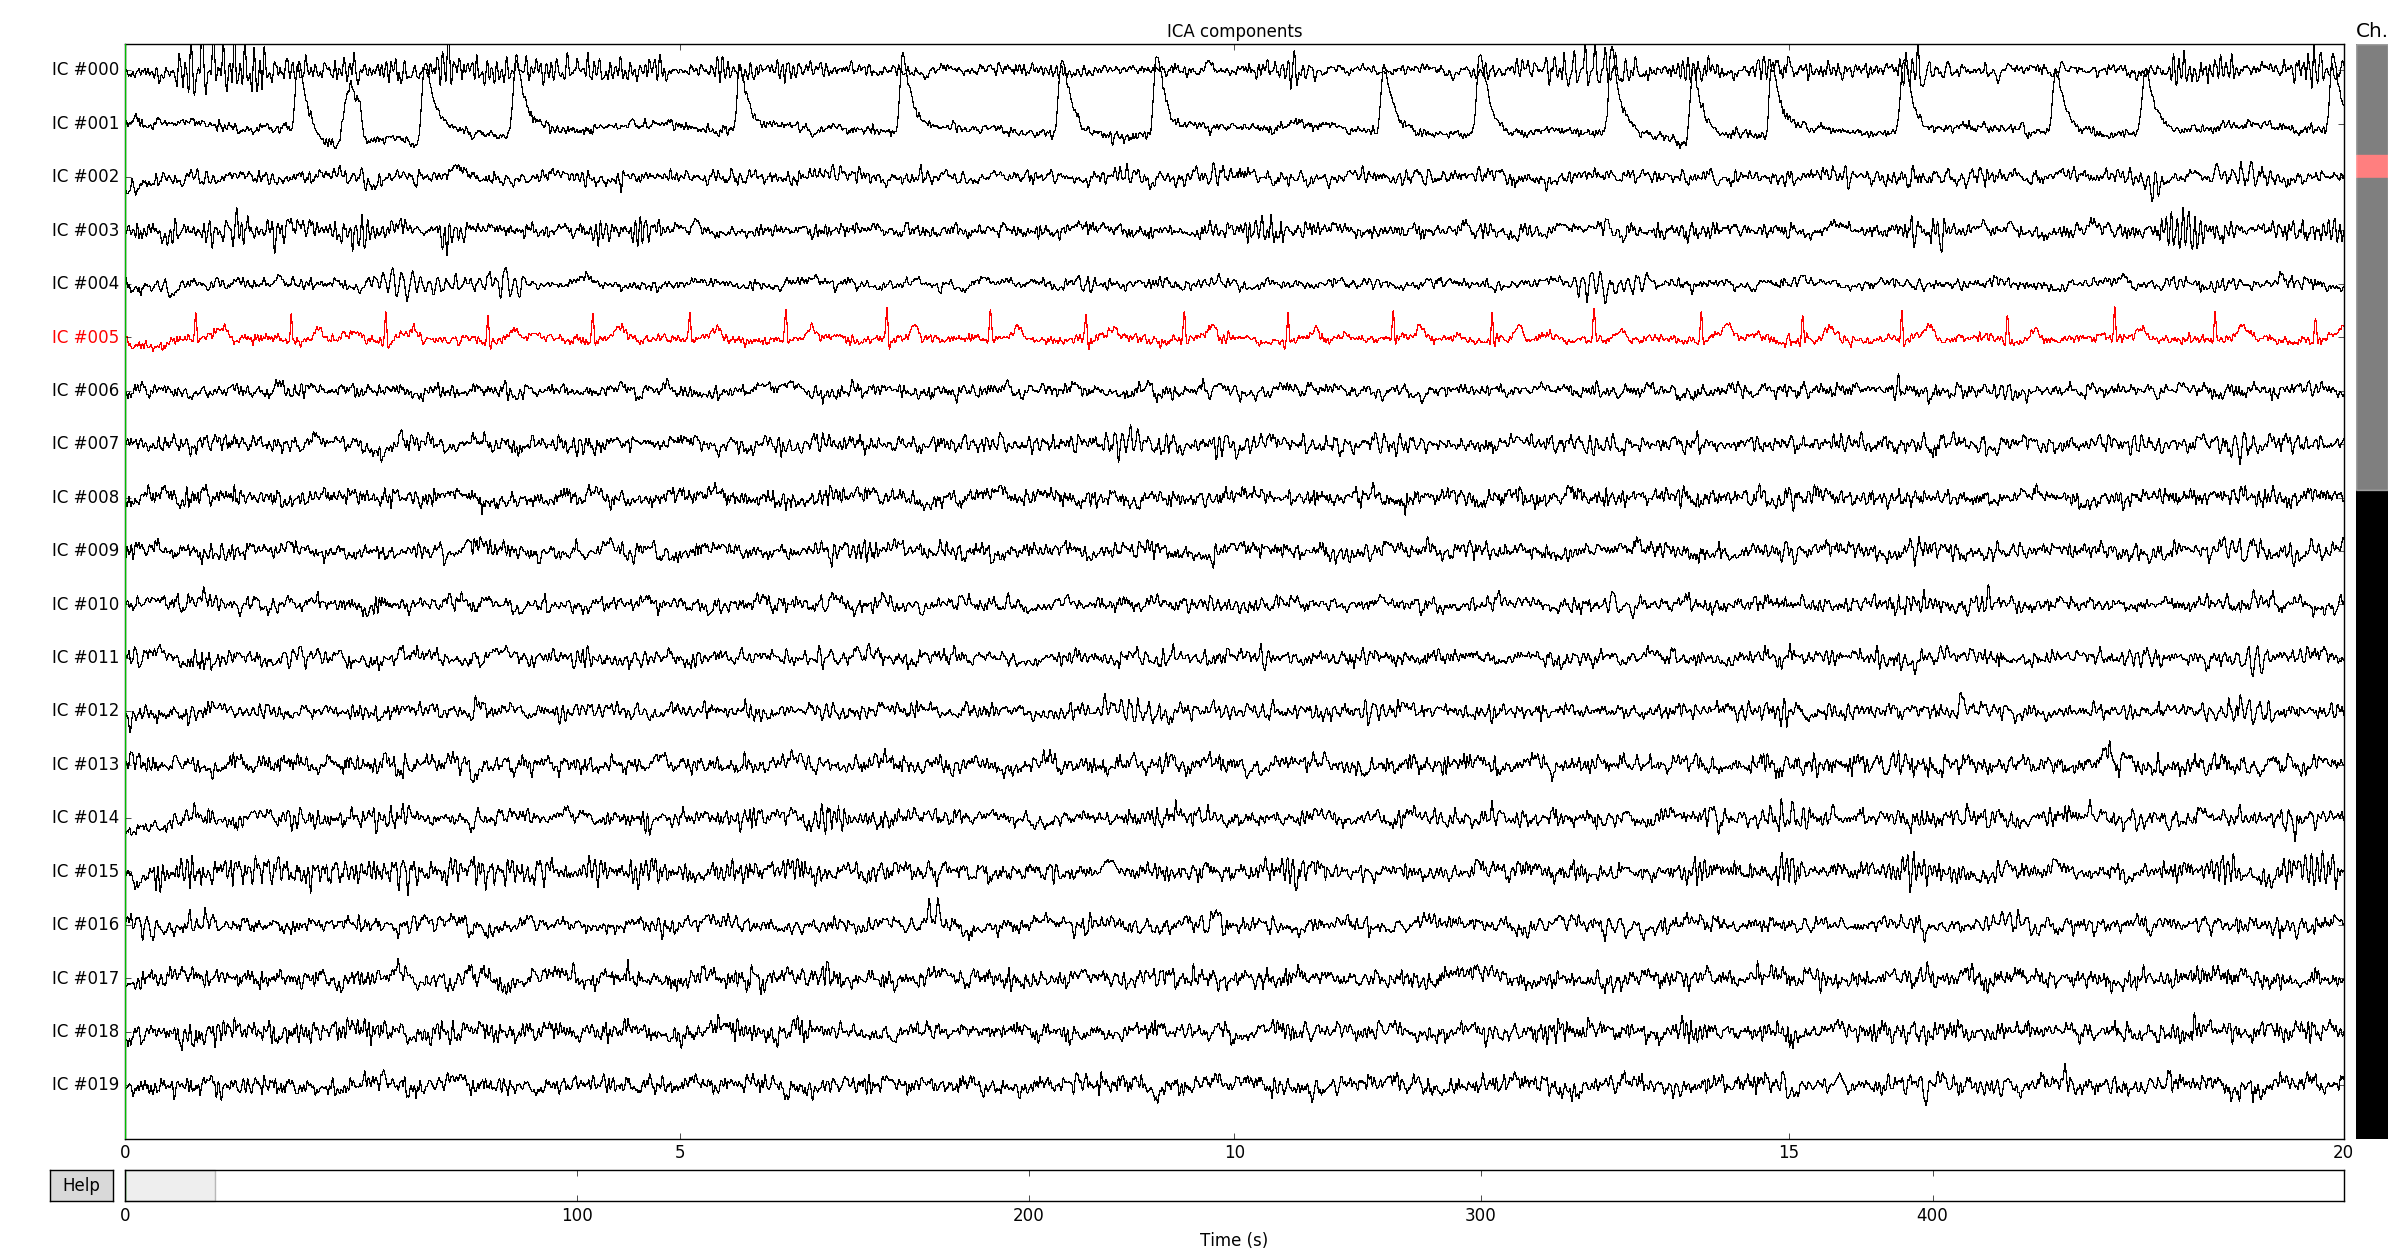 ICA components
Ch.
IC #000
IC #001
IC #002
IC #003
IC #004
IC #005
IC #006
IC #007
IC #008
IC #009
IC #010
IC #011
IC #012
IC #013
IC #014
IC #015
IC #016
IC #017
IC #018
IC #019
0 5 10 15 20
Help
0 100 200 300 400
Time (s)